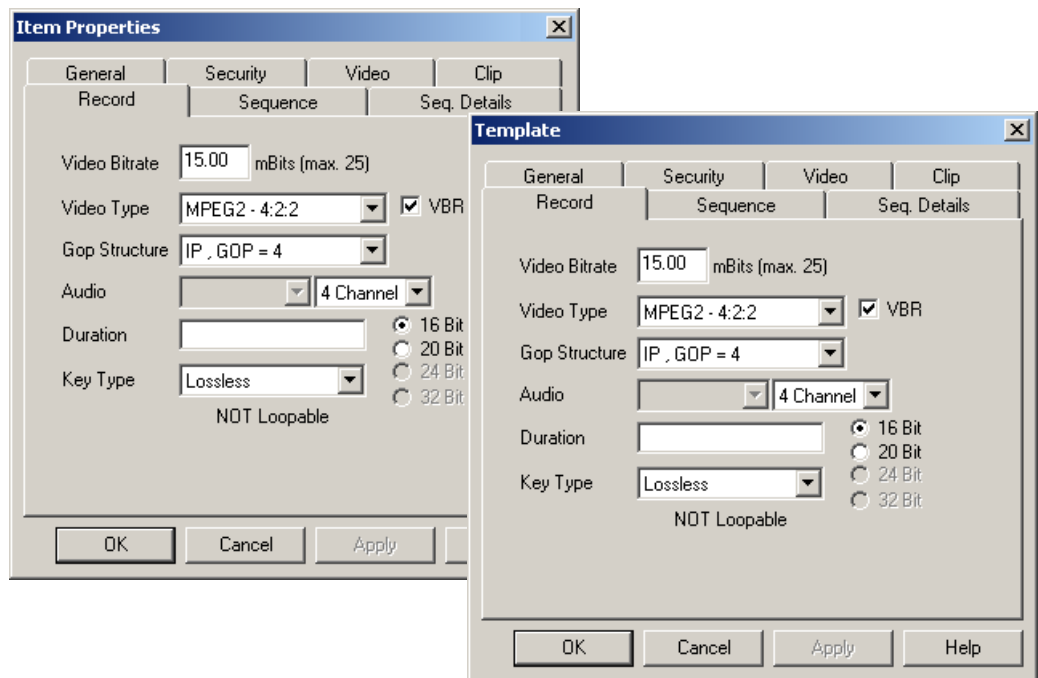 Item Properties
General Security Video Clip
Record Sequence Seq. Details
Video Bitrate 15.00 mBits (max. 25)
Video Type MPEG2 - 4:2:2 VBR
Gop Structure IP , GOP = 4
Audio 4 Channel
Duration 16 Bit
20 Bit
Key Type Lossless 24 Bit
32 Bit
NOT Loopable
OK Cancel Apply
Template
General Security Video Clip
Record Sequence Seq. Details
Video Bitrate 15.00 mBits (max. 25)
Video Type MPEG2 - 4:2:2 VBR
Gop Structure IP , GOP = 4
Audio 4 Channel
Duration 16 Bit
20 Bit
Key Type Lossless 24 Bit
32 Bit
NOT Loopable
OK Cancel Apply Help